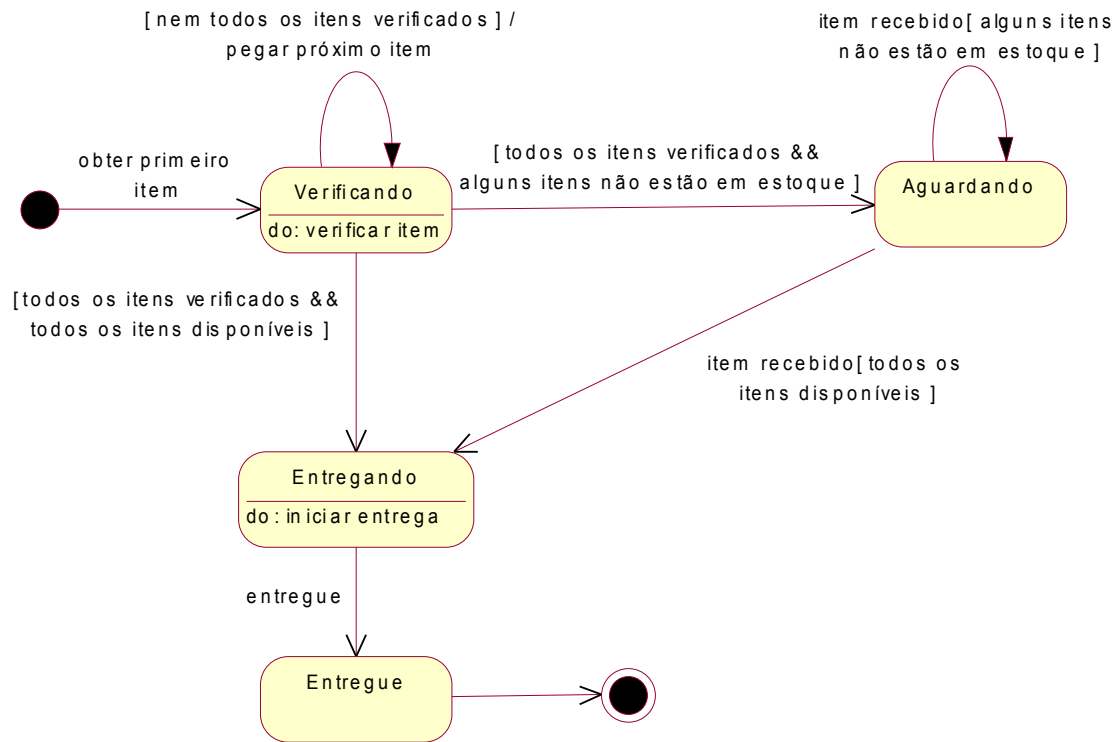 [ nem todos os itens verificados ] /
pegar próximo item
item recebido[ alguns itens
não estão em estoque ]
obter primeiro
item
[ todos os itens verificados &&
alguns itens não estão em estoque ]
Verificando
do: verificar item
Aguardando
[ todos os itens verificados &&
todos os itens disponíveis ]
item recebido[ todos os
itens disponíveis ]
Entregando
do: iniciar entrega
entregue
Entregue